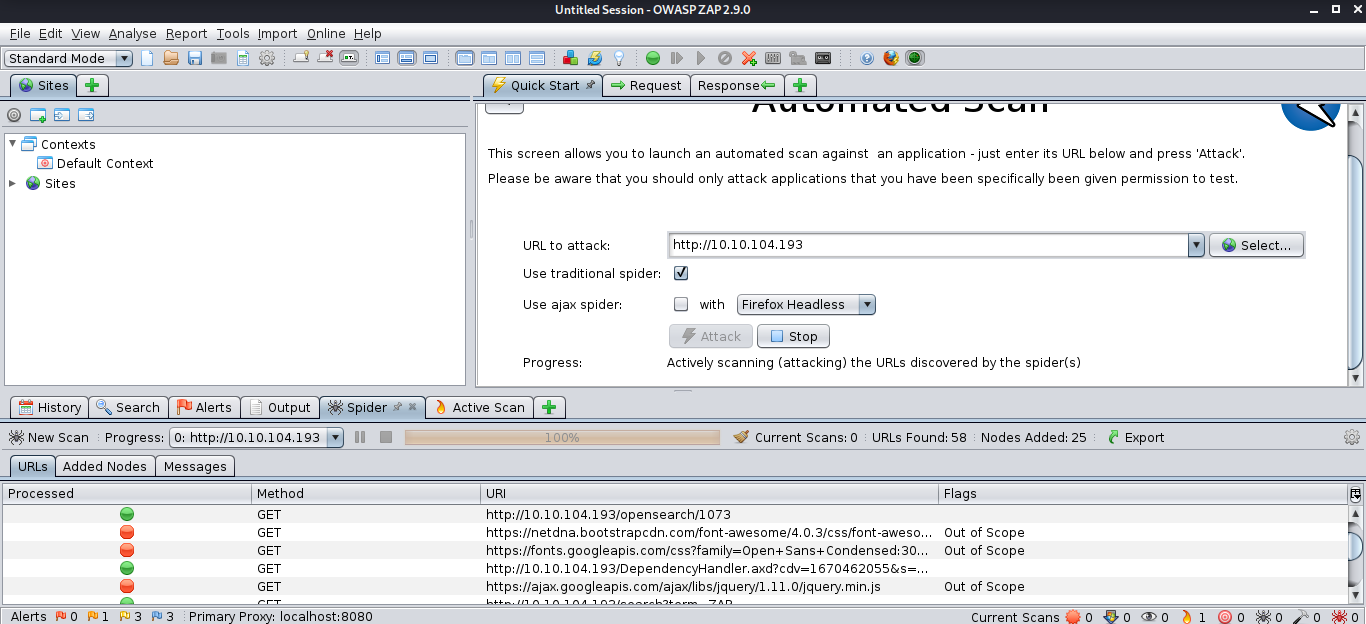 Untitled Session - OWASP ZAP 2.9.0
File Edit View Analyse Report Tools Import Online Help
Standard Mode
Sites
Quick Start Request Response
Automated Scan
Contexts
Default Context
Sites
This screen allows you to launch an automated scan against an application - just enter its URL below and press 'Attack'.
Please be aware that you should only attack applications that you have been specifically been given permission to test.
URL to attack: http://10.10.104.193 Select...
Use traditional spider:
Use ajax spider: with Firefox Headless
Attack Stop
Progress: Actively scanning (attacking) the URLs discovered by the spider(s)
History Search Alerts Output Spider Active Scan
New Scan Progress: 0: http://10.10.104.193 100% Current Scans: 0 URLs Found: 58 Nodes Added: 25 Export
URLs Added Nodes Messages
Processed Method URI Flags
GET http://10.10.104.193/opensearch/1073
GET https://netdna.bootstrapcdn.com/font-awesome/4.0.3/css/font-aweso... Out of Scope
GET https://fonts.googleapis.com/css?family=Open+Sans+Condensed:30... Out of Scope
GET http://10.10.104.193/DependencyHandler.axd?cdv=1670462055&s=...
GET https://ajax.googleapis.com/ajax/libs/jquery/1.11.0/jquery.min.js Out of Scope
GET http://10.10.104.193/search?term=ZAP
Alerts 0 1 3 3 Primary Proxy: localhost:8080 Current Scans 0 0 0 1 0 0 0 0